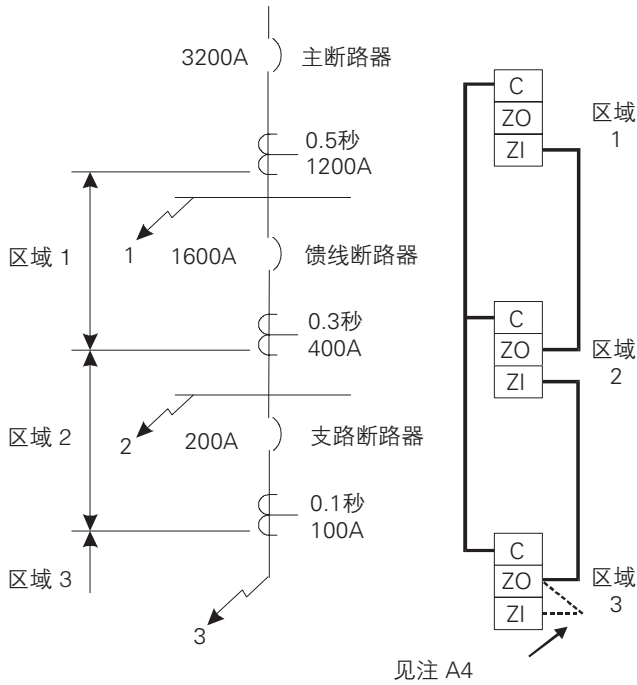 3200A
主断路器
0.5秒
1200A
区域 1
1
1600A
馈线断路器
0.3秒
400A
区域 2
2
200A
支路断路器
0.1秒
100A
区域 3
3
C
ZO
ZI
区域
1
C
ZO
ZI
区域
2
C
ZO
ZI
区域
3
见注 A4